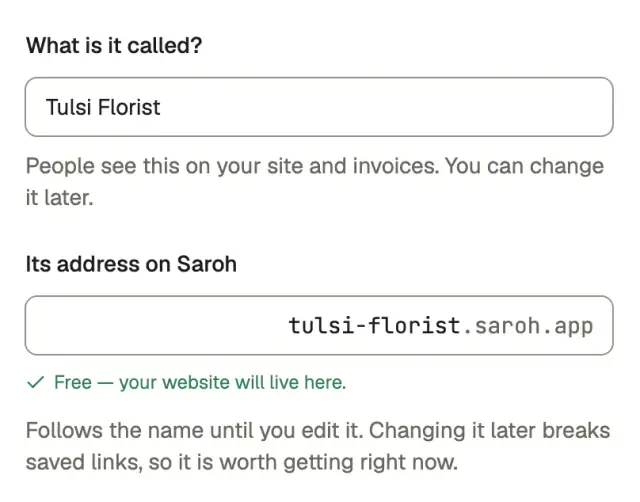 What is it called?
Tulsi Florist
People see this on your site and invoices. You can change
it later.
Its address on Saroh
tulsi-florist.saroh.app
✓ Free — your website will live here.
Follows the name until you edit it. Changing it later breaks
saved links, so it is worth getting right now.